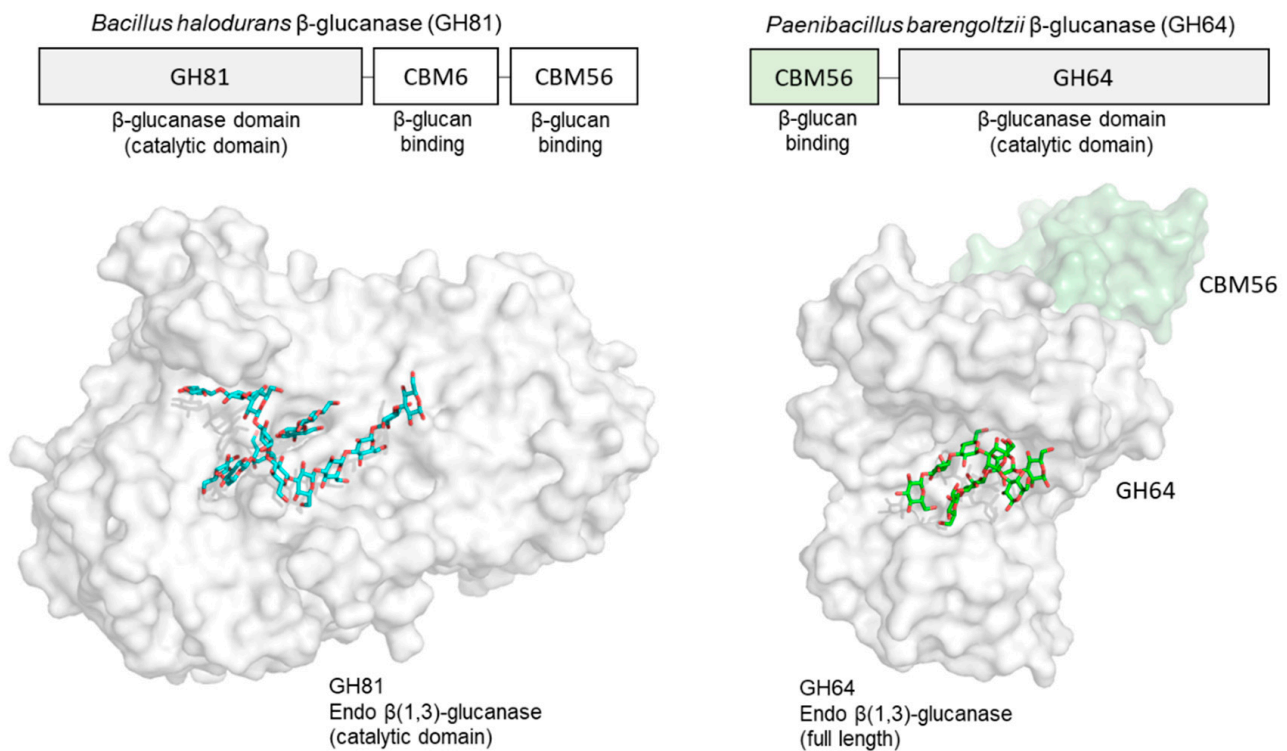 Bacillus halodurans β-glucanase (GH81)
GH81
CBM6
CBM56
β-glucanase domain
(catalytic domain)
β-glucan
binding
β-glucan
binding
Paenibacillus barengoltzii β-glucanase (GH64)
CBM56
GH64
β-glucan
binding
β-glucanase domain
(catalytic domain)
CBM56
GH64
GH81
Endo β(1,3)-glucanase
(catalytic domain)
GH64
Endo β(1,3)-glucanase
(full length)